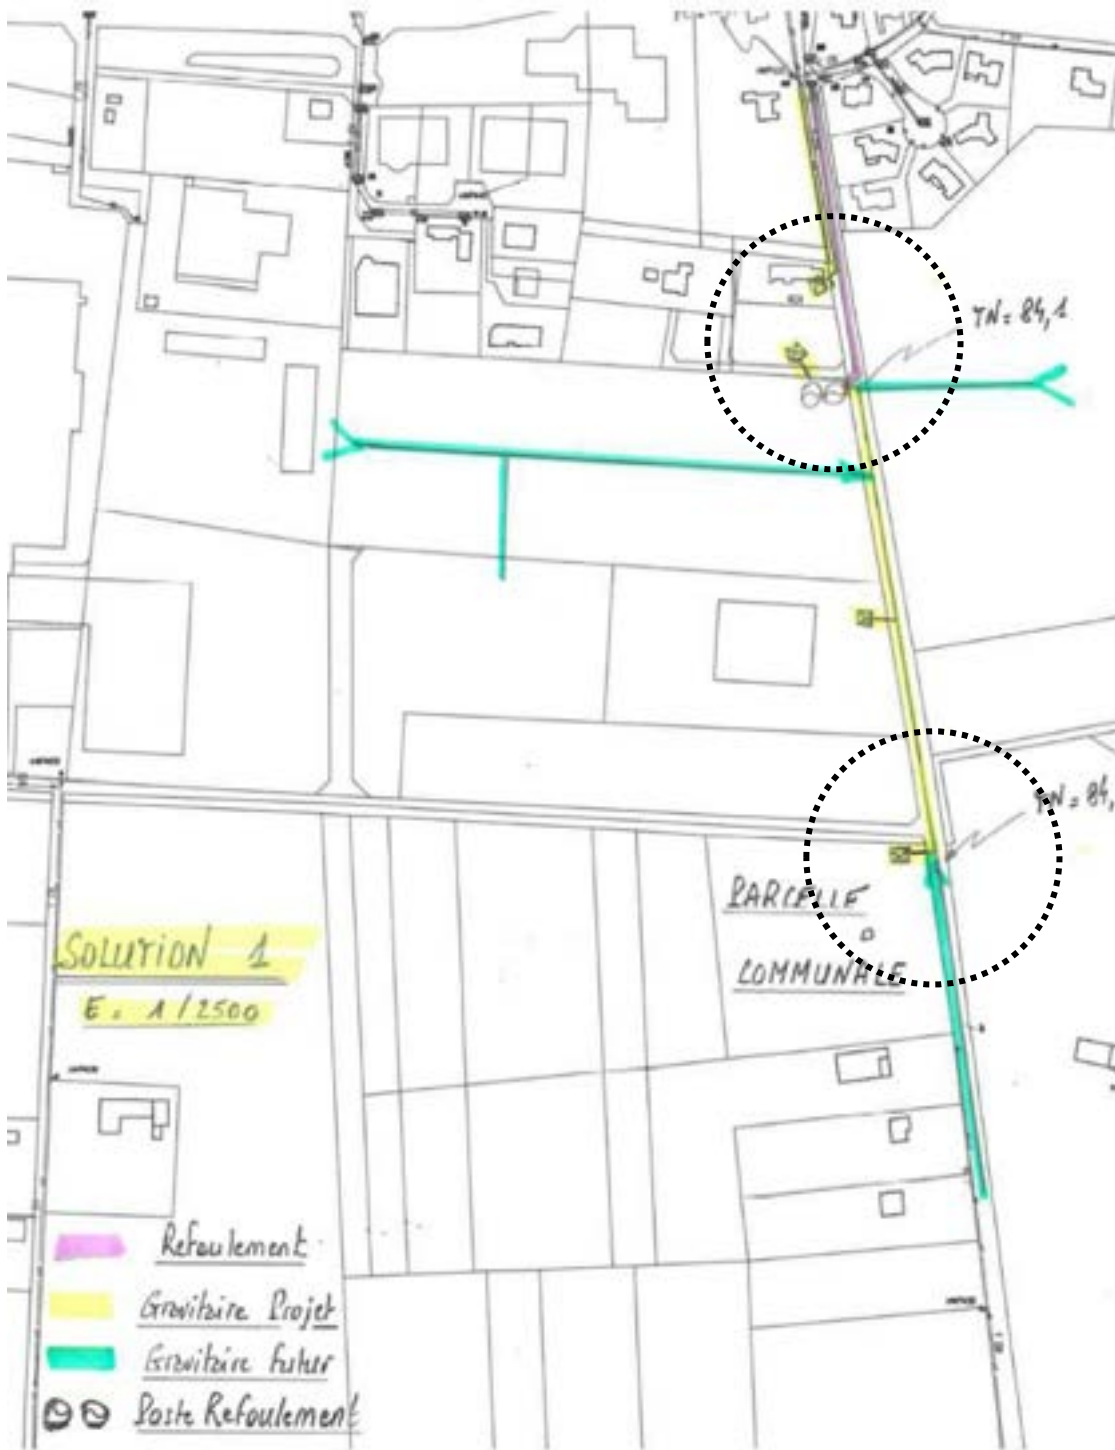 TN= 84,1
TN = 84,
PARCELLE
COMMUNALE
SOLUTION 1
E. 1/2500
Refoulement
Gravitaire Projet
Gravitaire futur
Poste Refoulement